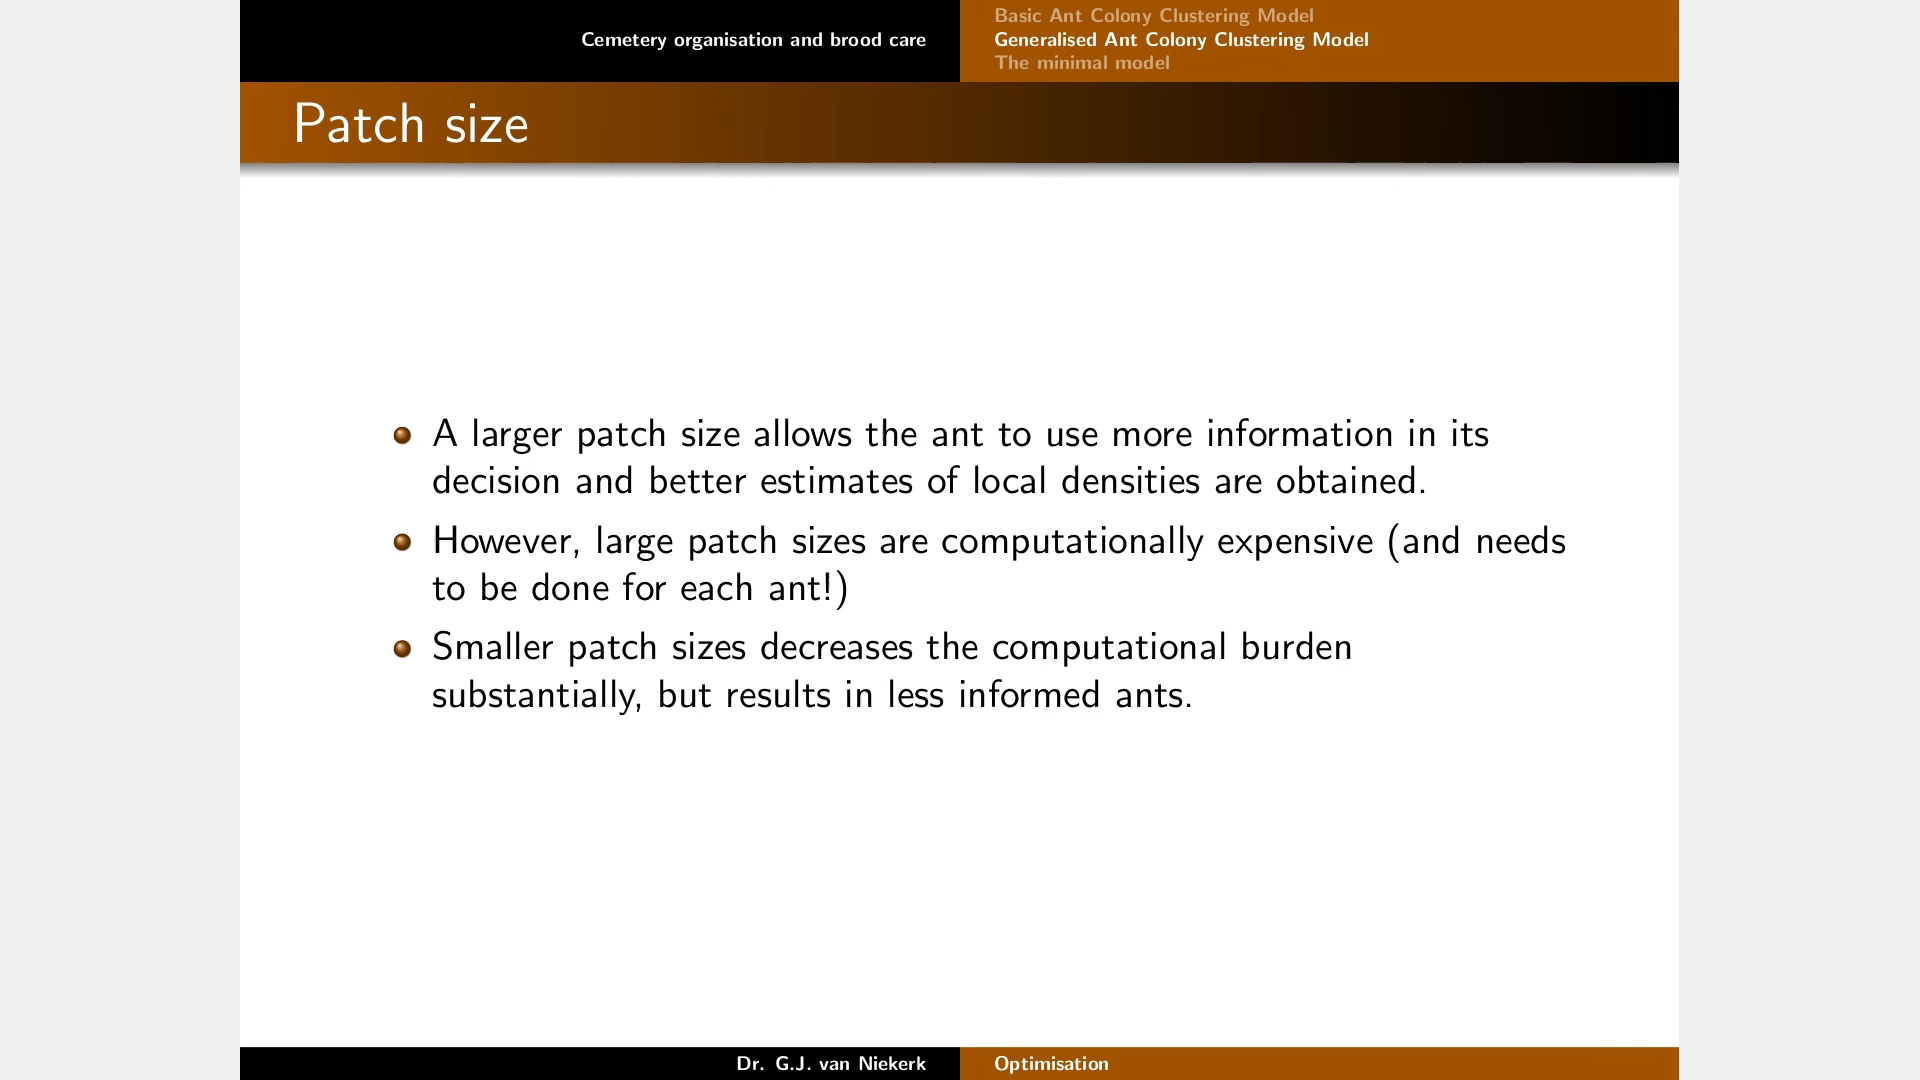 Cemetery organisation and brood care
Basic Ant Colony Clustering Model
Generalised Ant Colony Clustering Model
The minimal model
Patch size
A larger patch size allows the ant to use more information in its
decision and better estimates of local densities are obtained.
However, large patch sizes are computationally expensive (and needs
to be done for each ant!)
Smaller patch sizes decreases the computational burden
substantially, but results in less informed ants.
Dr. G.J. van Niekerk
Optimisation